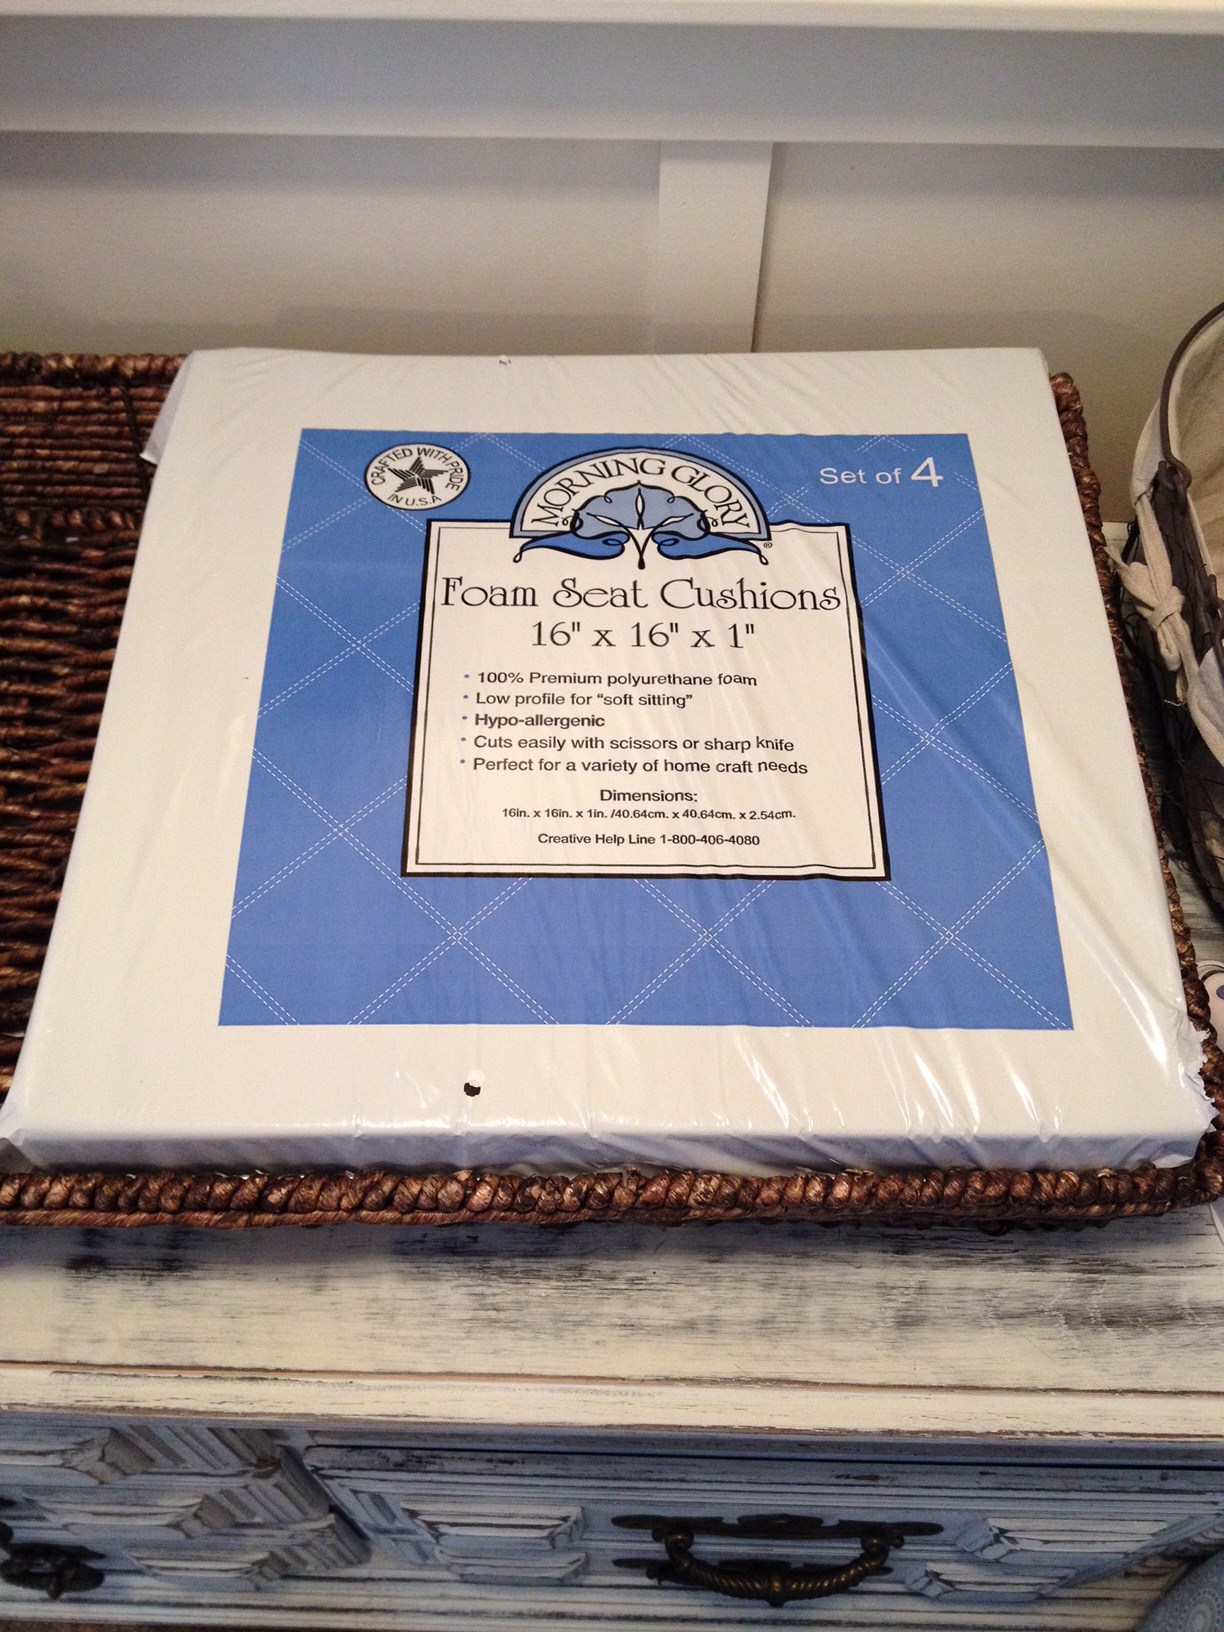 CRAFTED WITH PRIDE
IN U.S.A
MORNING GLORY
®
Set of 4
Foam Seat Cushions
16" x 16" x 1"
• 100% Premium polyurethane foam
• Low profile for “soft sitting”
• Hypo-allergenic
• Cuts easily with scissors or sharp knife
• Perfect for a variety of home craft needs
Dimensions:
16in. x 16in. x 1in. /40.64cm. x 40.64cm. x 2.54cm.
Creative Help Line 1-800-406-4080